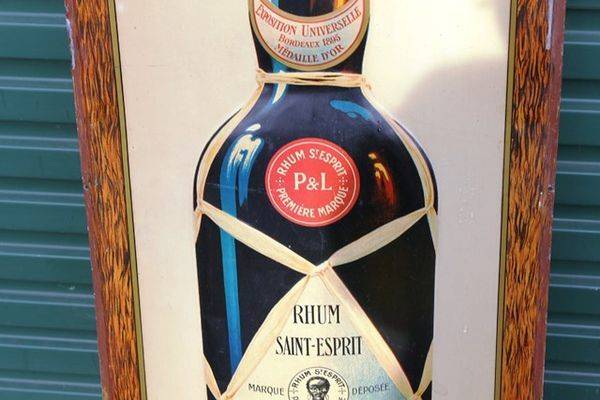 EXPOSITION UNIVERSELLE
BORDEAUX 1895
MÉDAILLE D'OR
RHUM ST ESPRIT
P&L
PREMIÈRE MARQUE
RHUM
SAINT-ESPRIT
MARQUE DÉPOSÉE
RHUM ST ESPRIT